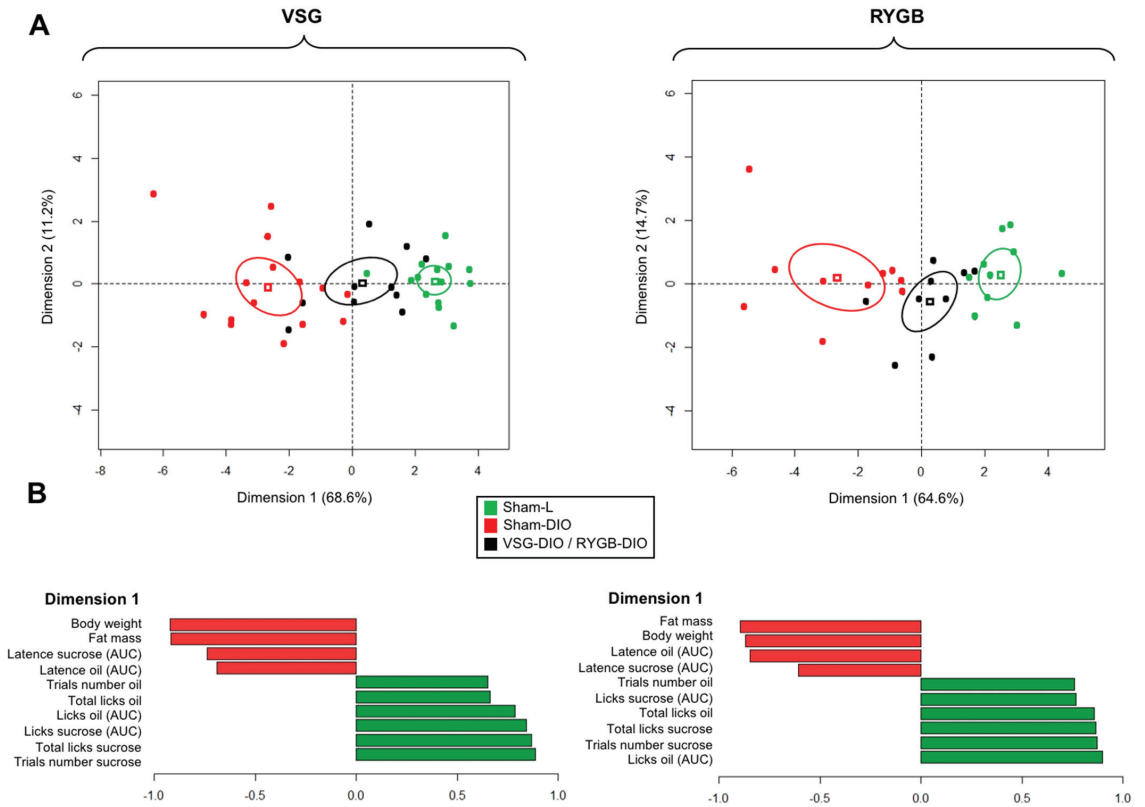 A
VSG
RYGB
6
4
2
0
-2
-4
Dimension 2 (11.2%)
-8
-6
-4
-2
0
2
4
Dimension 1 (68.6%)
6
4
2
0
-2
-4
Dimension 2 (14.7%)
-6
-4
-2
0
2
4
Dimension 1 (64.6%)
B
Sham-L
Sham-DIO
VSG-DIO / RYGB-DIO
Dimension 1
Body weight
Fat mass
Latence sucrose (AUC)
Latence oil (AUC)
Trials number oil
Total licks oil
Licks oil (AUC)
Licks sucrose (AUC)
Total licks sucrose
Trials number sucrose
-1.0
-0.5
0.0
0.5
1.0
Dimension 1
Fat mass
Body weight
Latence oil (AUC)
Latence sucrose (AUC)
Trials number oil
Licks sucrose (AUC)
Total licks oil
Total licks sucrose
Trials number sucrose
Licks oil (AUC)
-1.0
-0.5
0.0
0.5
1.0